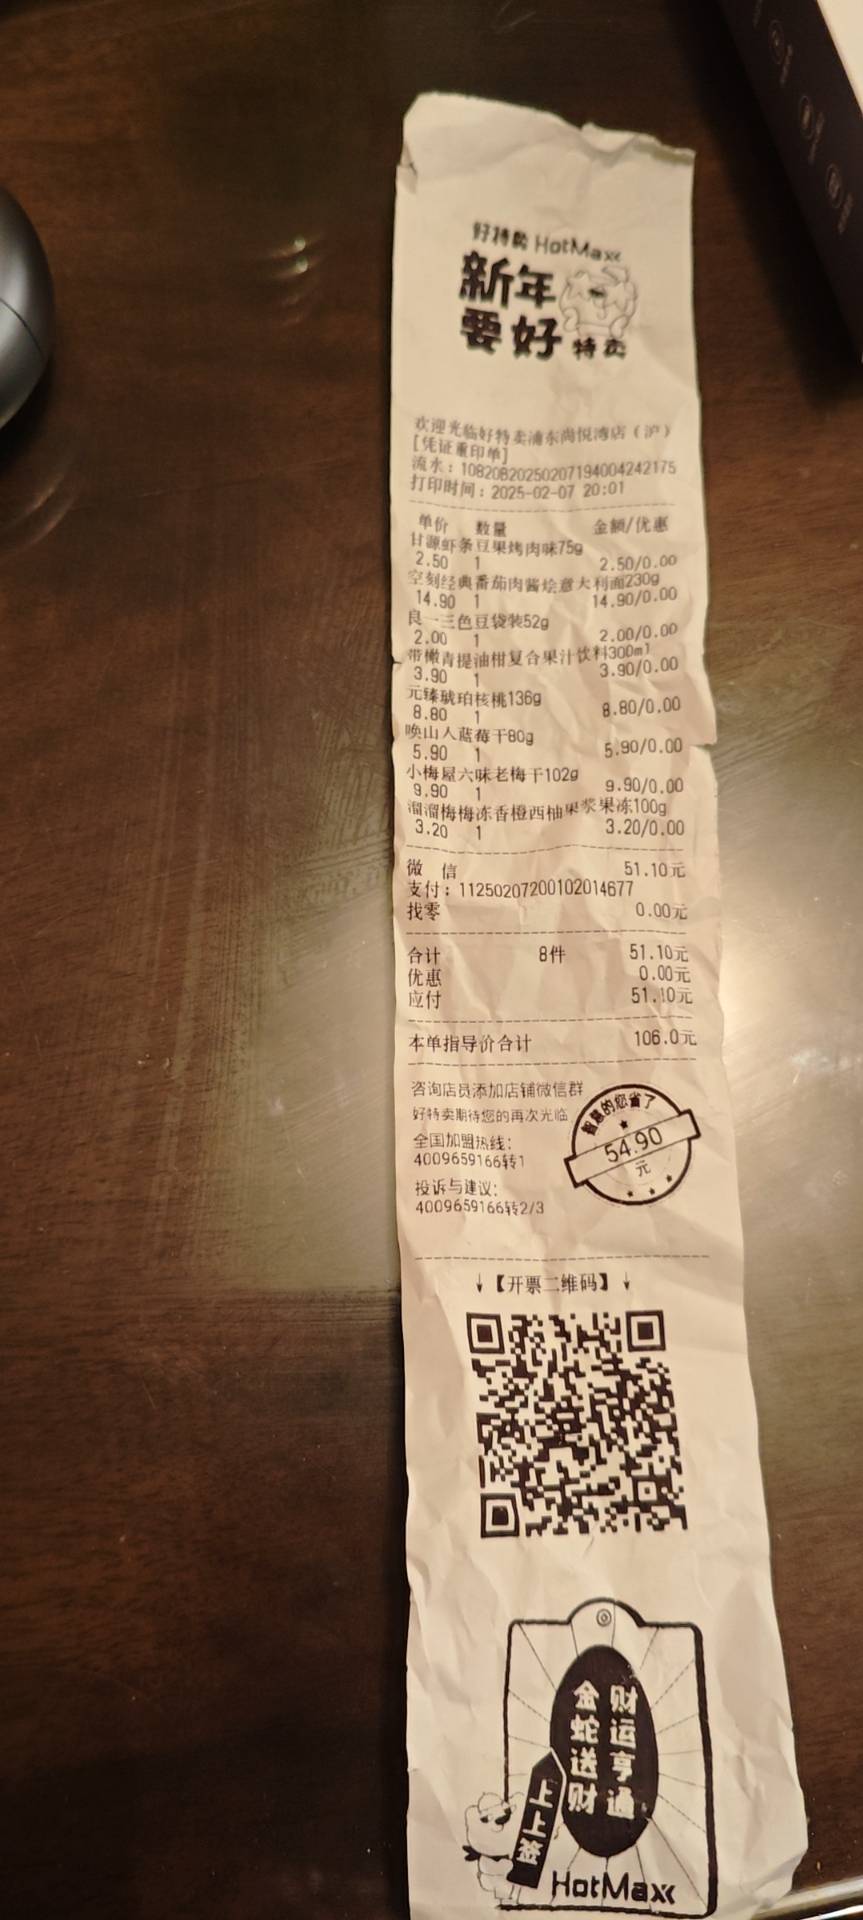 好特卖 HotMaxx
新年
要好 特卖
欢迎光临好特卖浦东尚悦湾店（沪）
[凭证重印单]
流水：108208202502071940042421​75
打印时间：2025-02-07 20:01
单价 数量 金额/优惠
甘源虾条豆果烤肉味75g
2.50 1 2.50/0.00
空刻经典番茄肉酱烩意大利面230g
14.90 1 14.90/0.00
良一三色豆袋装52g
2.00 1 2.00/0.00
带橄青提油柑复合果汁饮料300ml
3.90 1 3.90/0.00
元臻琥珀核桃136g
8.80 1 8.80/0.00
唤山人蓝莓干80g
5.90 1 5.90/0.00
小梅屋六味老梅干102g
9.90 1 9.90/0.00
溜溜梅梅冻香橙西柚果浆果冻100g
3.20 1 3.20/0.00
微 信 51.10元
支付：11250207200102014677
找零 0.00元
合计 8件 51.10元
优惠 0.00元
应付 51.10元
本单指导价合计 106.0元
咨询店员添加店铺微信群
好特卖期待您的再次光临
全国加盟热线：
4009659166转1
投诉与建议：
4009659166转2/3
智慧的您省了
54.90
元
↓【开票二维码】↓
财运亨通
金蛇送财
上上签
HotMaxx